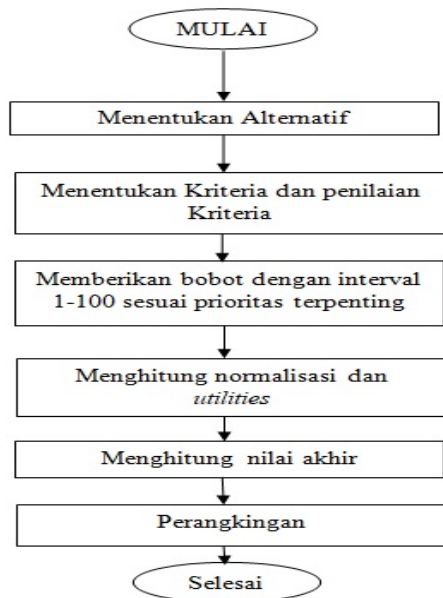 MULAI
Menentukan Alternatif
Menentukan Kriteria dan penilaian
Kriteria
Memberikan bobot dengan interval
1-100 sesuai prioritas terpenting
Menghitung normalisasi dan
utilities
Menghitung nilai akhir
Perangkingan
Selesai